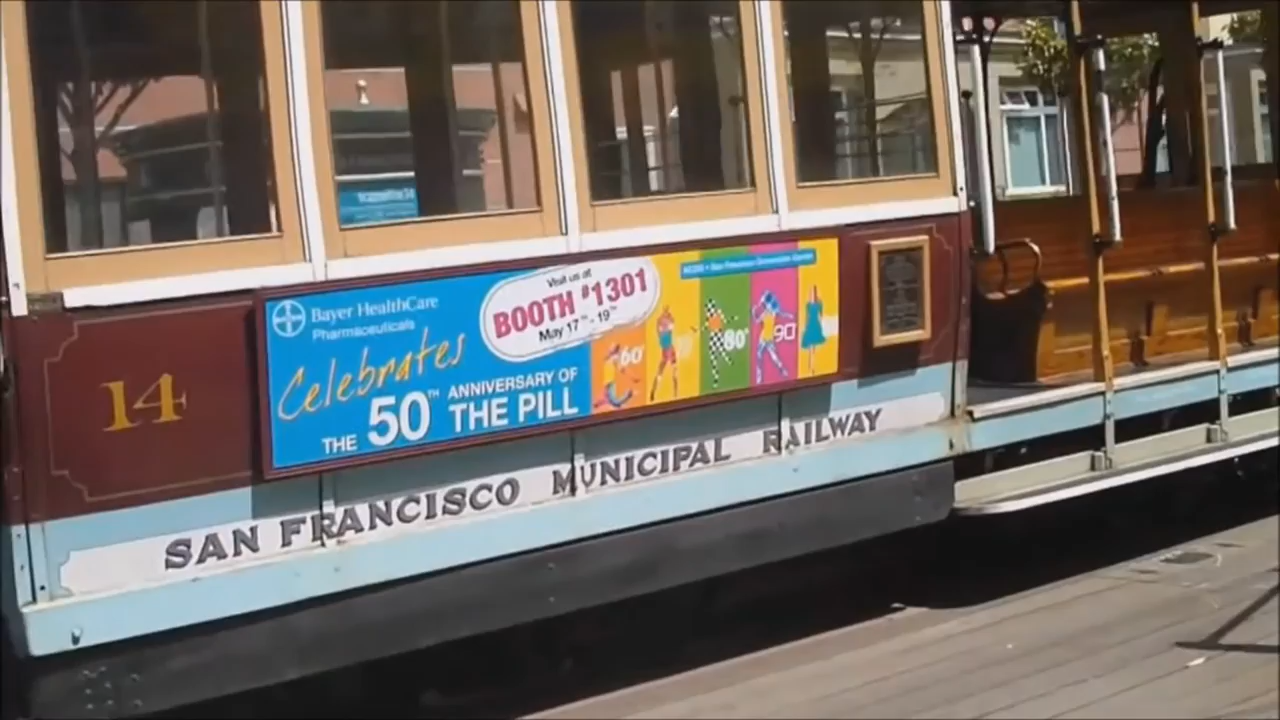 14
Bayer HealthCare
Pharmaceuticals
Celebrates
THE 50TH ANNIVERSARY OF
THE PILL
Visit us at
BOOTH #1301
May 17TH - 19TH
60
80s
90
SAN FRANCISCO MUNICIPAL RAILWAY